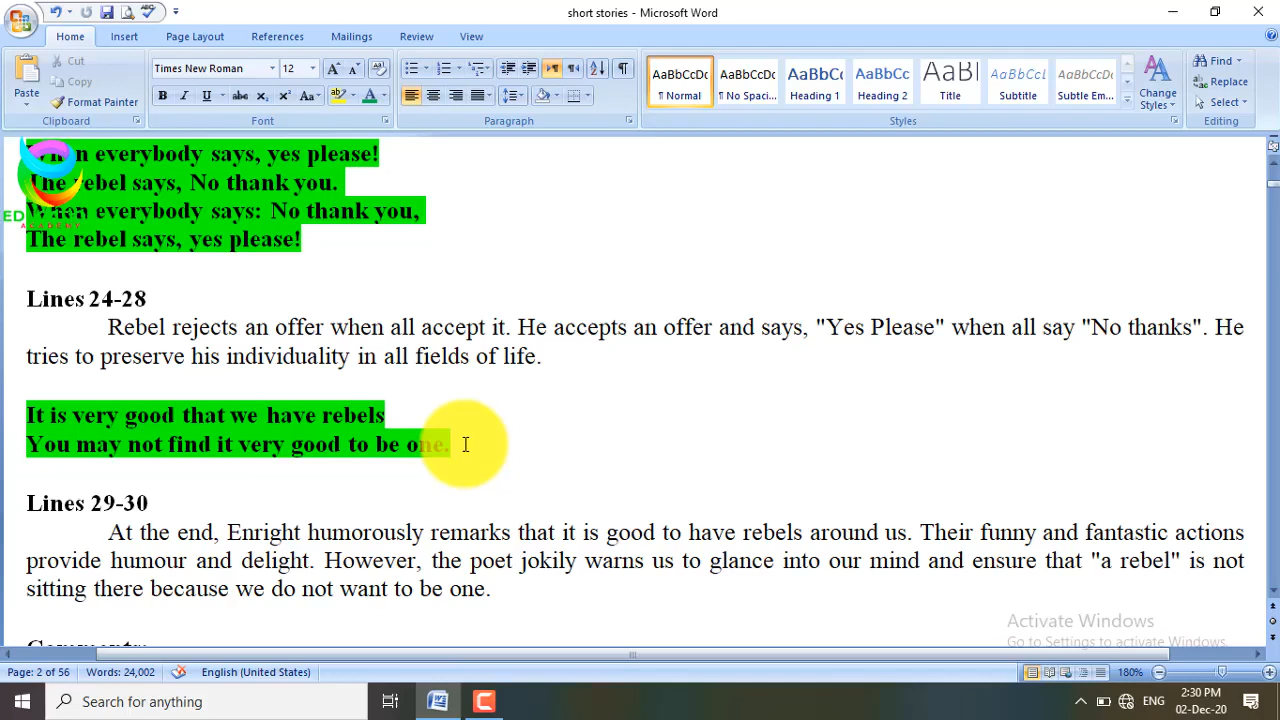 short stories - Microsoft Word
Home Insert Page Layout References Mailings Review View
Paste
Cut
Copy
Format Painter
Clipboard
Times New Roman 12
Font
Paragraph
AaBbCcDc AaBbCcDc AaBbCc AaBbCc AaBl AaBbCcL AaBbCcDc
¶ Normal ¶ No Spaci... Heading 1 Heading 2 Title Subtitle Subtle Em...
Change
Styles
Styles
Find
Replace
Select
Editing
When everybody says, yes please!
The rebel says, No thank you.
When everybody says: No thank you,
The rebel says, yes please!
ACADEMY
Lines 24-28
Rebel rejects an offer when all accept it. He accepts an offer and says, "Yes Please" when all say "No thanks". He
tries to preserve his individuality in all fields of life.
It is very good that we have rebels
You may not find it very good to be one.
Lines 29-30
At the end, Enright humorously remarks that it is good to have rebels around us. Their funny and fantastic actions
provide humour and delight. However, the poet jokily warns us to glance into our mind and ensure that "a rebel" is not
sitting there because we do not want to be one.
Activate Windows
Go to Settings to activate Windows.
Page: 2 of 56 Words: 24,002 English (United States) 180%
Search for anything
ENG
2:30 PM
02-Dec-20